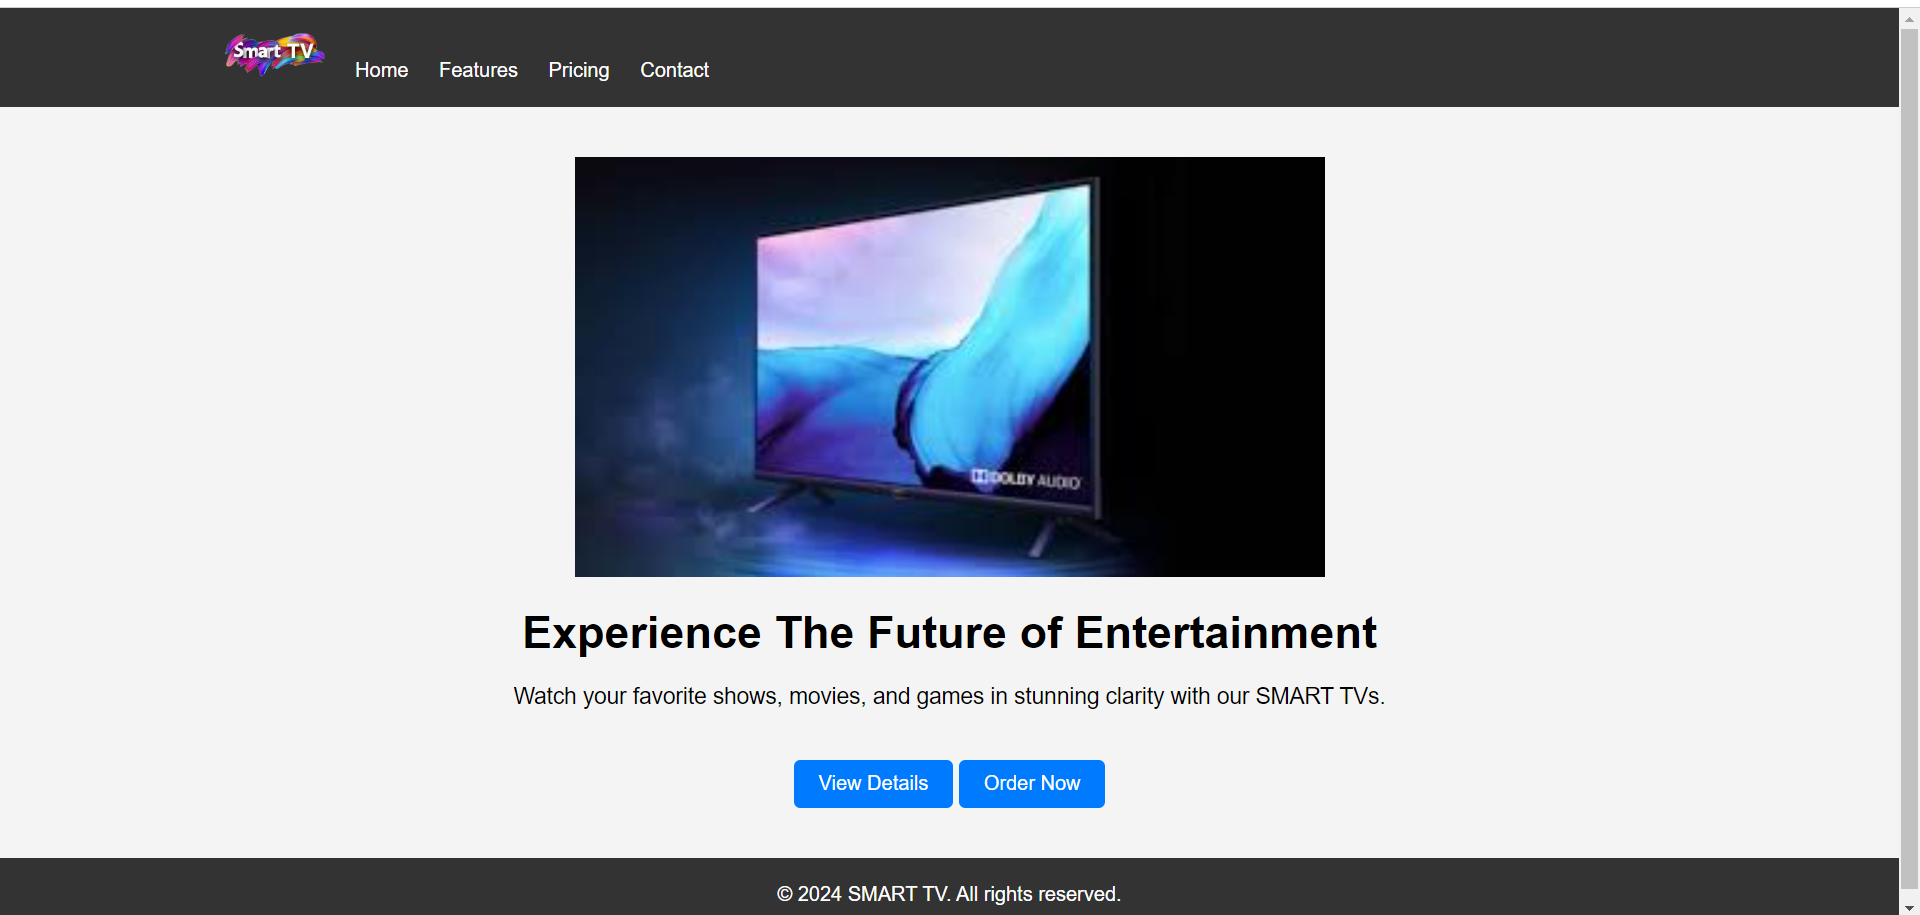 Smart TV
Home Features Pricing Contact
DOLBY AUDIO
Experience The Future of Entertainment
Watch your favorite shows, movies, and games in stunning clarity with our SMART TVs.
View Details Order Now
© 2024 SMART TV. All rights reserved.